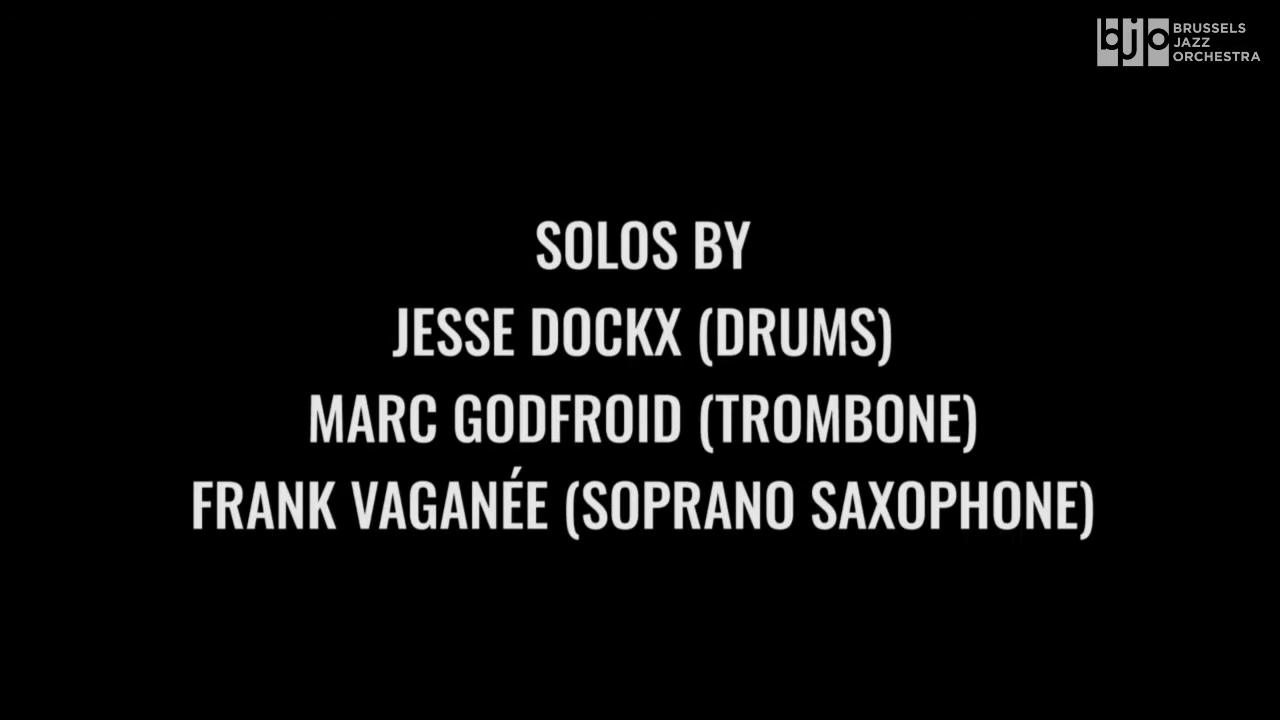 bjo
BRUSSELS
JAZZ
ORCHESTRA
SOLOS BY
JESSE DOCKX (DRUMS)
MARC GODFROID (TROMBONE)
FRANK VAGANÉE (SOPRANO SAXOPHONE)